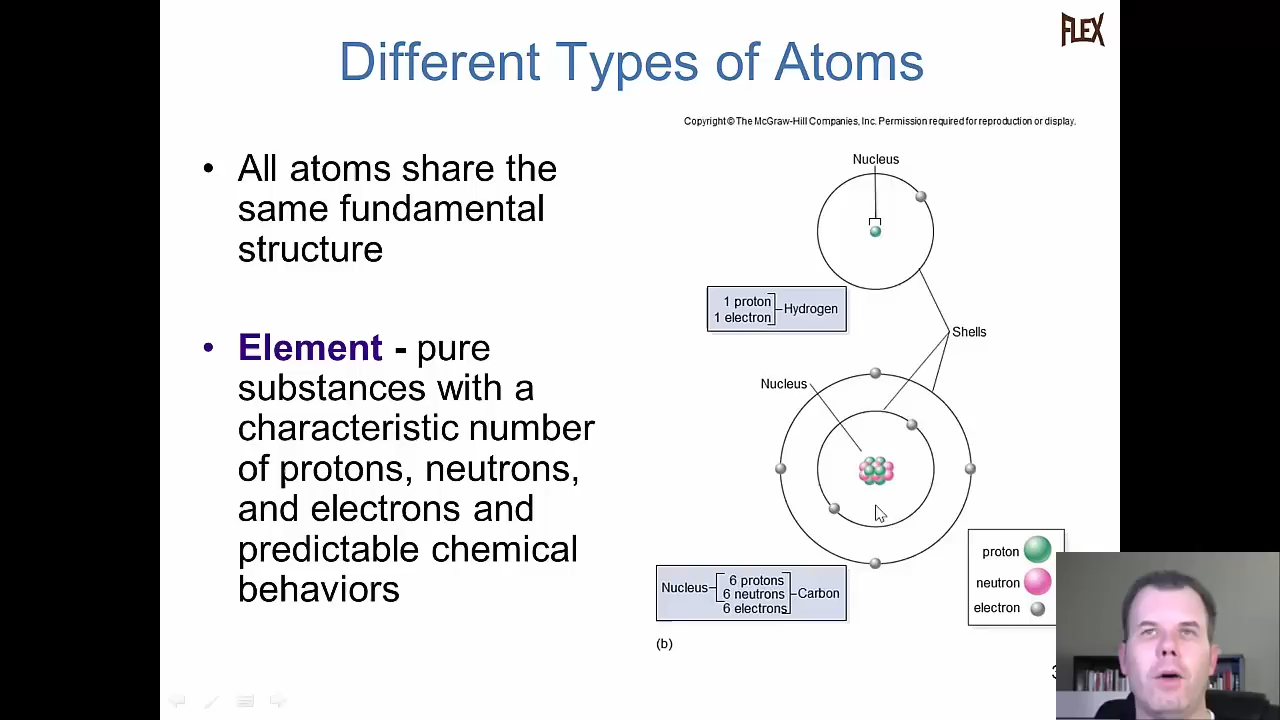 FLEX
Different Types of Atoms
Copyright © The McGraw-Hill Companies, Inc. Permission required for reproduction or display.
• All atoms share the
same fundamental
structure
• Element - pure
substances with a
characteristic number
of protons, neutrons,
and electrons and
predictable chemical
behaviors
Nucleus
1 proton
1 electron
Hydrogen
Shells
Nucleus
Nucleus
6 protons
6 neutrons
6 electrons
Carbon
proton
neutron
electron
(b)